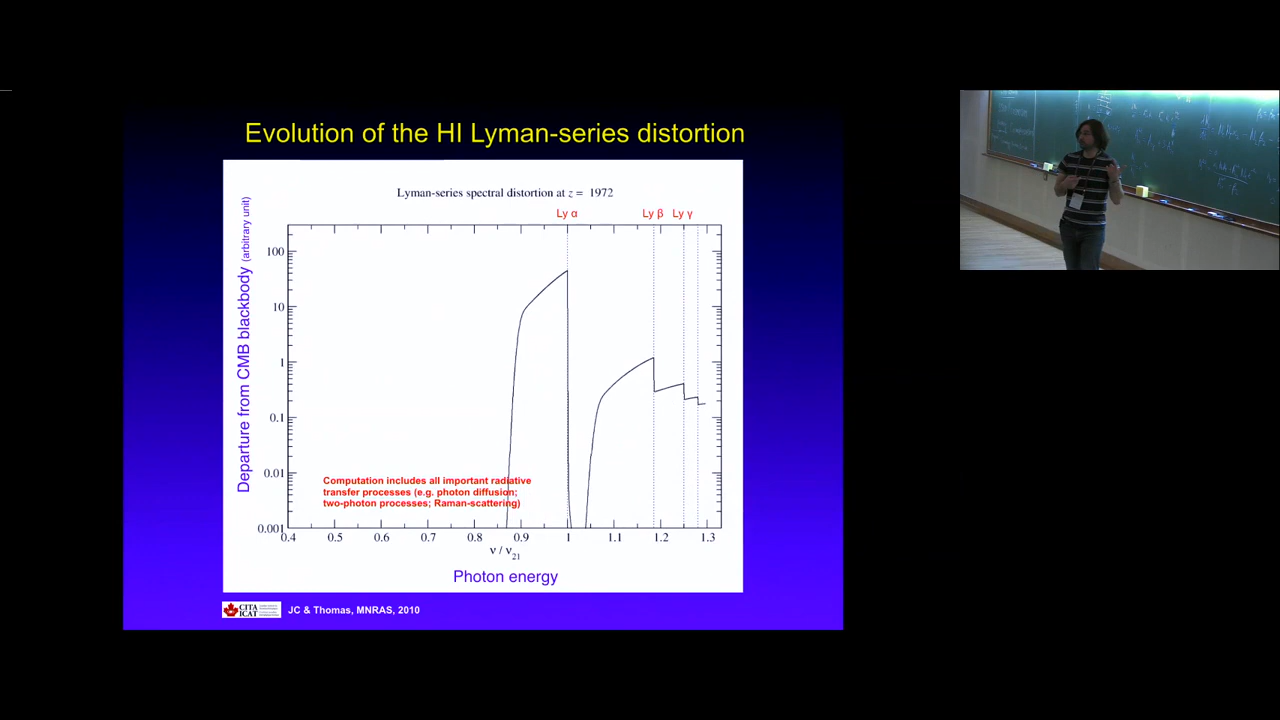 Evolution of the HI Lyman-series distortion
Lyman-series spectral distortion at z = 1972
Ly α
Ly β
Ly γ
Departure from CMB blackbody (arbitrary unit)
100
10
1
0.1
0.01
0.001
Computation includes all important radiative
transfer processes (e.g. photon diffusion;
two-photon processes; Raman-scattering)
0.4
0.5
0.6
0.7
0.8
0.9
1
1.1
1.2
1.3
ν / ν21
Photon energy
CITA
ICAT
JC & Thomas, MNRAS, 2010